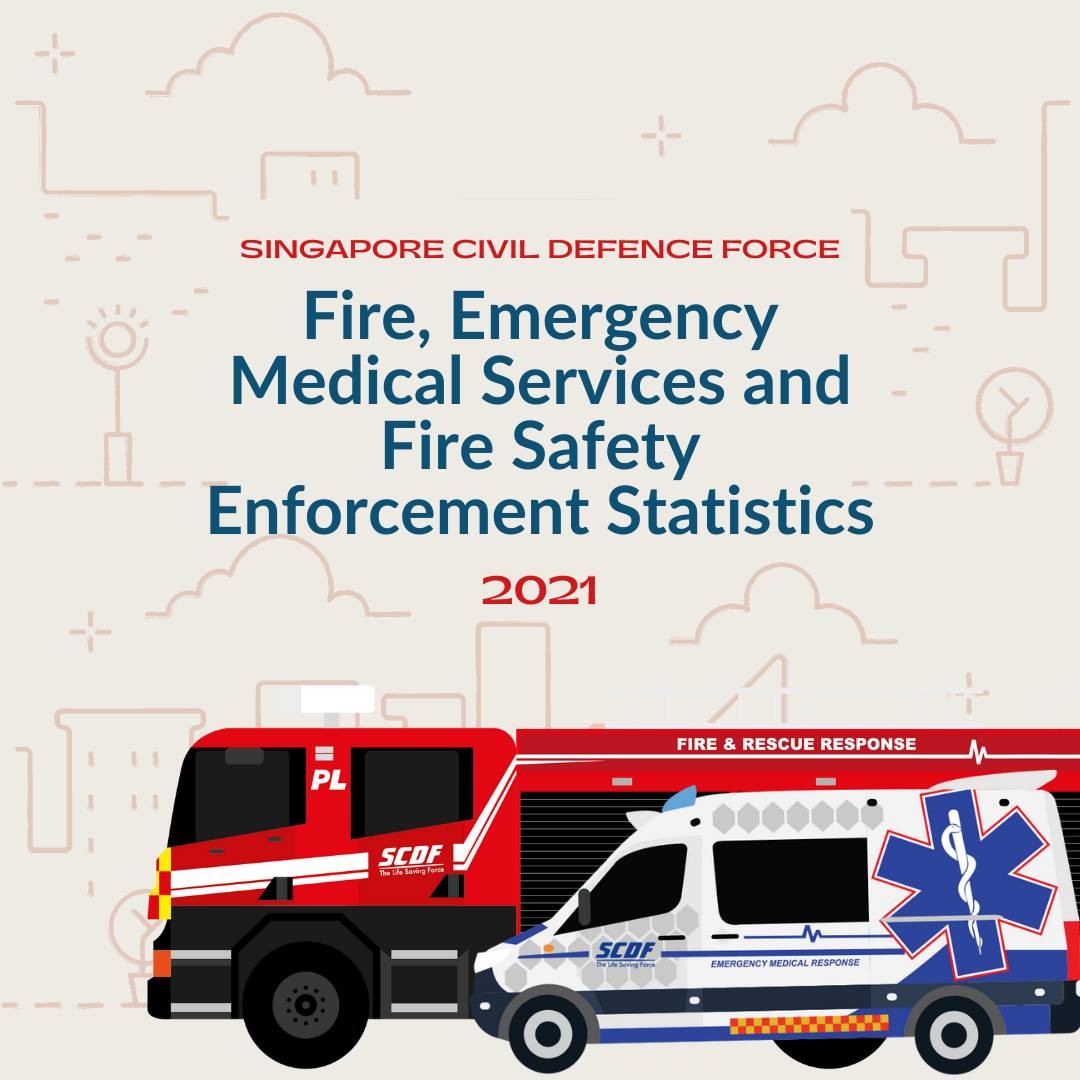 SINGAPORE CIVIL DEFENCE FORCE
Fire, Emergency
Medical Services and
Fire Safety
Enforcement Statistics
2021
FIRE & RESCUE RESPONSE
PL
SCDF
The Life Saving Force
SCDF
The Life Saving Force
EMERGENCY MEDICAL RESPONSE